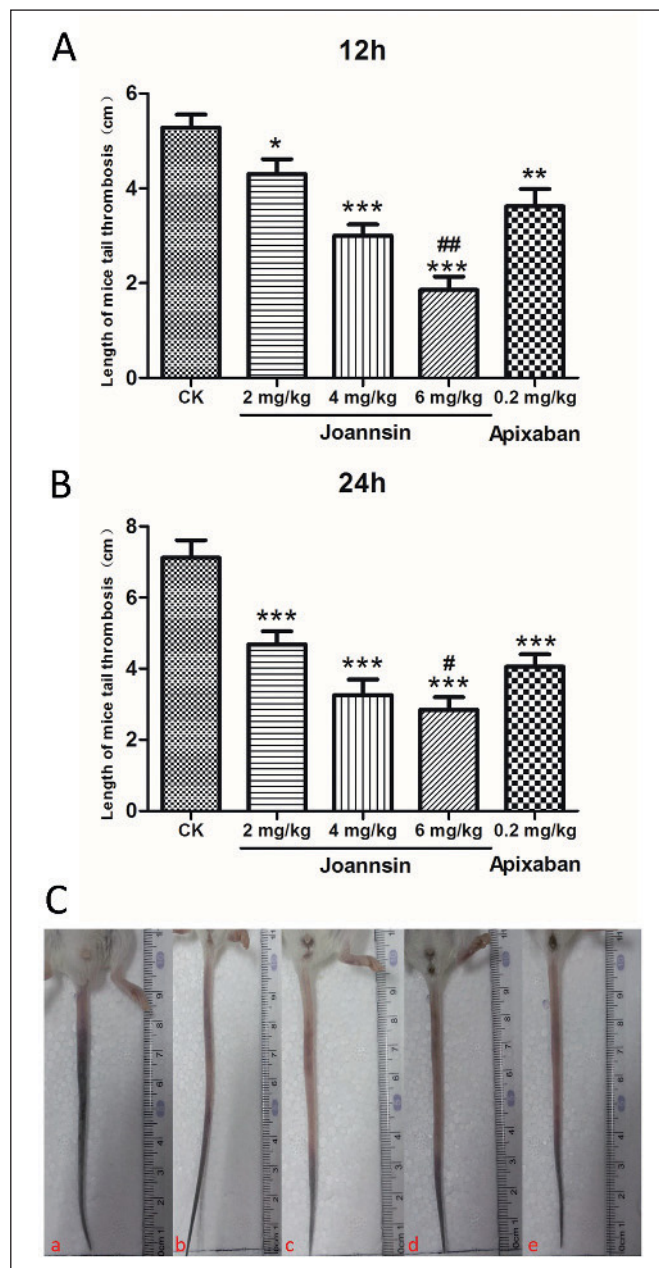 A
12h
Length of mice tail thrombosis（cm）
6
4
2
0
*
***
##
***
**
CK
2 mg/kg
4 mg/kg
6 mg/kg
0.2 mg/kg
Joannsin
Apixaban
B
24h
Length of mice tail thrombosis（cm）
8
6
4
2
0
***
***
#
***
***
CK
2 mg/kg
4 mg/kg
6 mg/kg
0.2 mg/kg
Joannsin
Apixaban
C
a
b
c
d
e